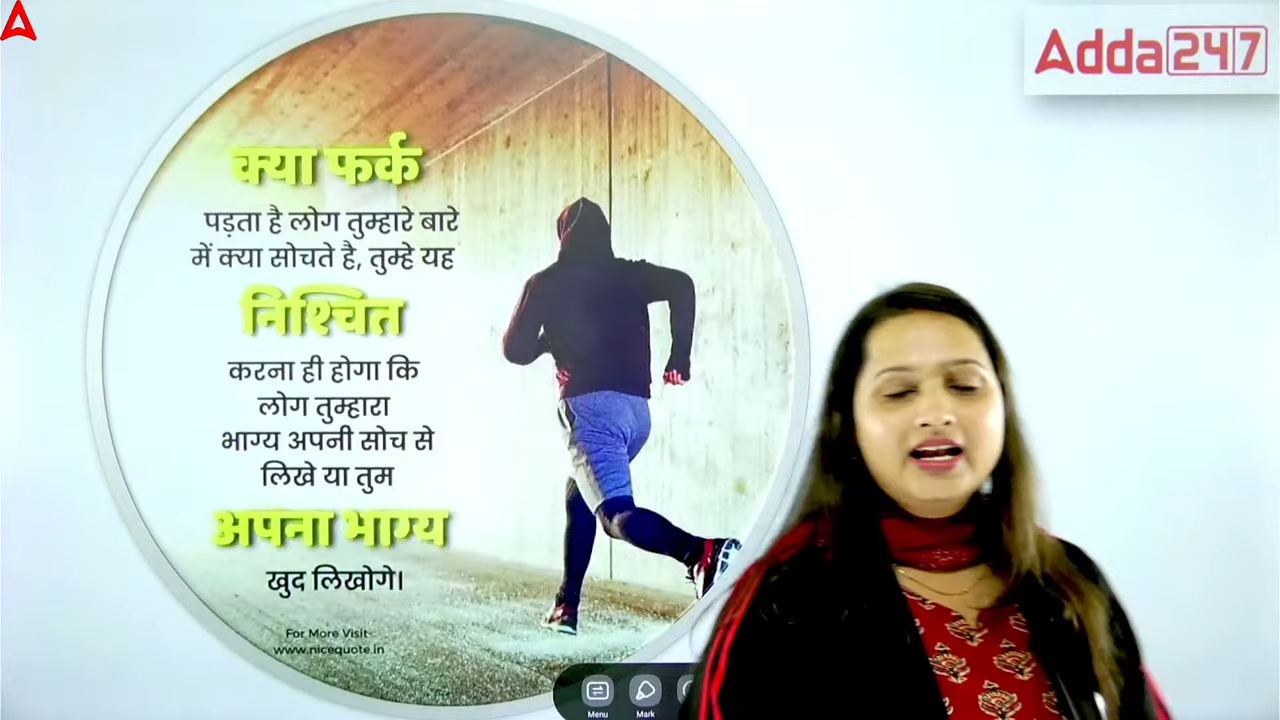 Adda247
क्या फर्क
पड़ता है लोग तुम्हारे बारे
में क्या सोचते है, तुम्हे यह
निश्चित
करना ही होगा कि
लोग तुम्हारा
भाग्य अपनी सोच से
लिखे या तुम
अपना भाग्य
खुद लिखोगे।
For More Visit-
www.nicequote.in
Menu
Mark